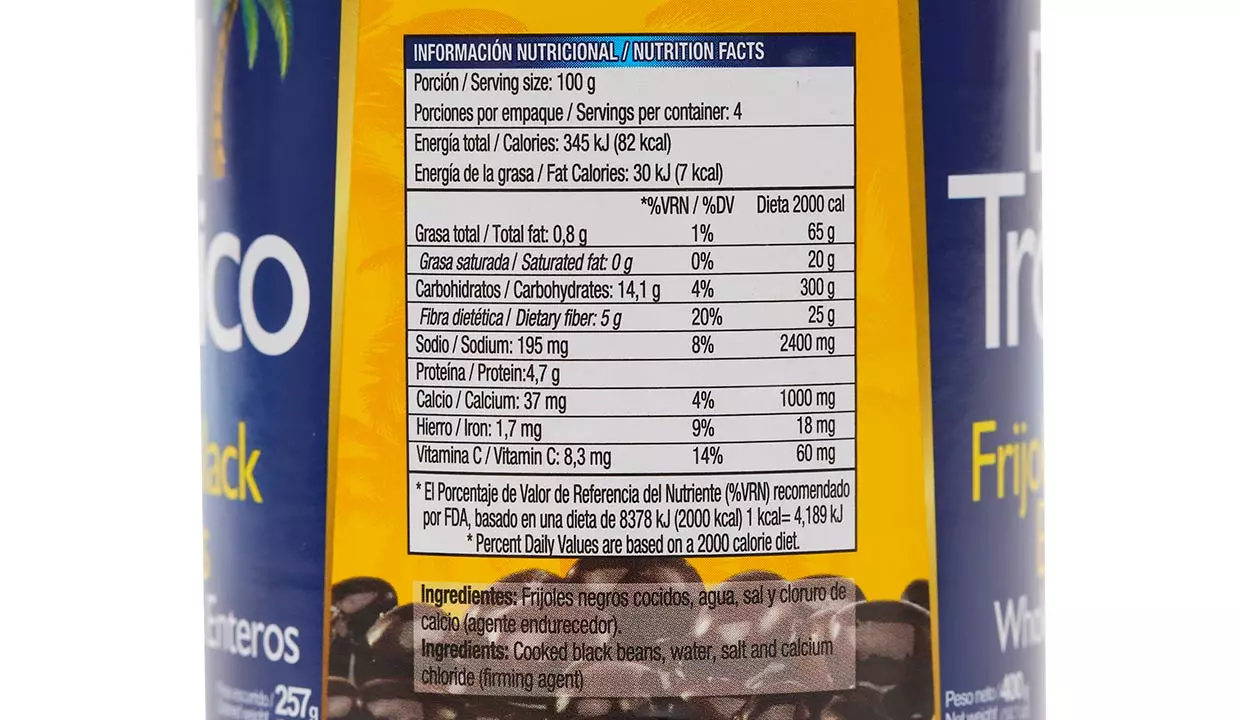 INFORMACIÓN NUTRICIONAL / NUTRITION FACTS
Porción / Serving size: 100 g
Porciones por empaque / Servings per container: 4
Energía total / Calories: 345 kJ (82 kcal)
Energía de la grasa / Fat Calories: 30 kJ (7 kcal)
*%VRN / %DV Dieta 2000 cal
Grasa total / Total fat: 0,8 g 1% 65 g
Grasa saturada / Saturated fat: 0 g 0% 20 g
Carbohidratos / Carbohydrates: 14,1 g 4% 300 g
Fibra dietética / Dietary fiber: 5 g 20% 25 g
Sodio / Sodium: 195 mg 8% 2400 mg
Proteína / Protein:4,7 g
Calcio / Calcium: 37 mg 4% 1000 mg
Hierro / Iron: 1,7 mg 9% 18 mg
Vitamina C / Vitamin C: 8,3 mg 14% 60 mg
* El Porcentaje de Valor de Referencia del Nutriente (%VRN) recomendado
por FDA, basado en una dieta de 8378 kJ (2000 kcal) 1 kcal= 4,189 kJ
* Percent Daily Values are based on a 2000 calorie diet.
Ingredientes: Frijoles negros cocidos, agua, sal y cloruro de
calcio (agente endurecedor).
Ingredients: Cooked black beans, water, salt and calcium
chloride (firming agent)
ico
lack
Enteros
257g
Tro
Frijo
Peso neto / 400
Net weight